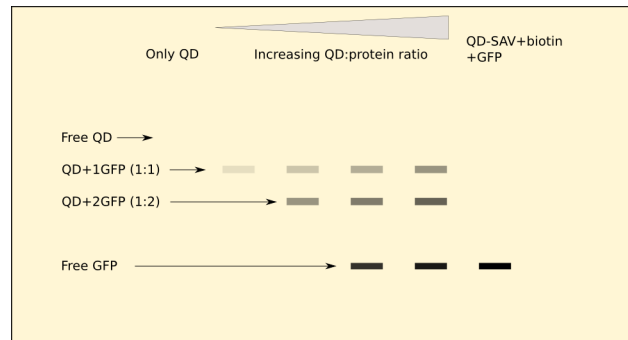 Only QD
Increasing QD:protein ratio
QD-SAV+biotin
+GFP
Free QD
QD+1GFP (1:1)
QD+2GFP (1:2)
Free GFP